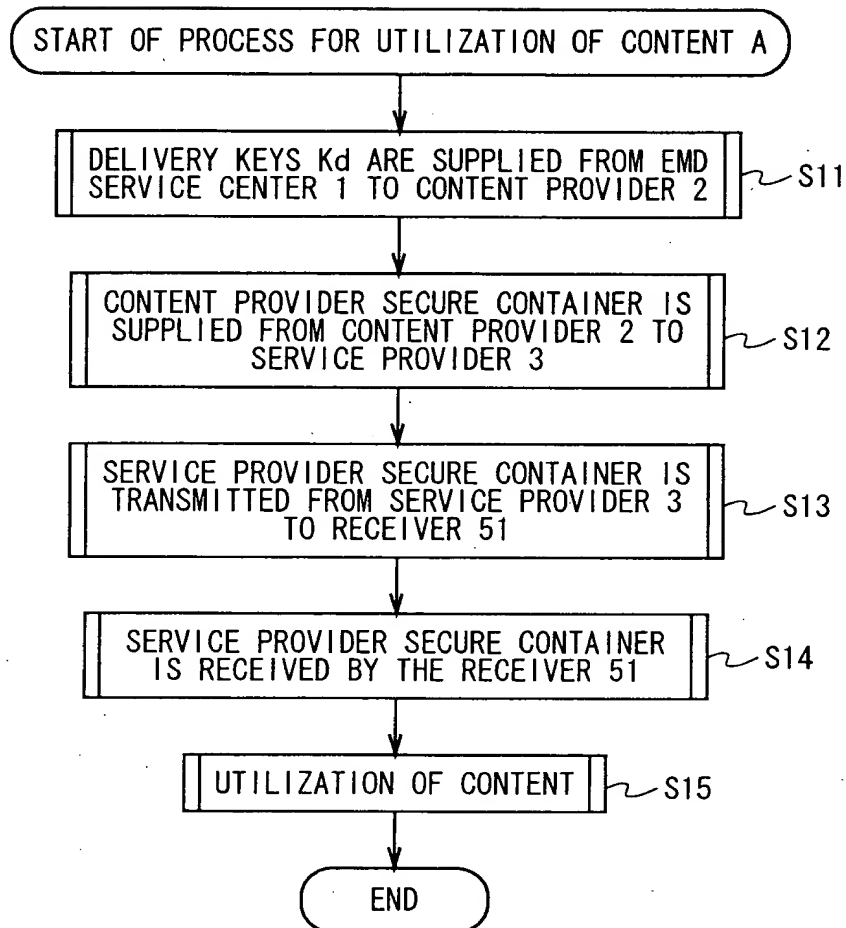 START OF PROCESS FOR UTILIZATION OF CONTENT A
DELIVERY KEYS Kd ARE SUPPLIED FROM EMD
SERVICE CENTER 1 TO CONTENT PROVIDER 2
S11
CONTENT PROVIDER SECURE CONTAINER IS
SUPPLIED FROM CONTENT PROVIDER 2 TO
SERVICE PROVIDER 3
S12
SERVICE PROVIDER SECURE CONTAINER IS
TRANSMITTED FROM SERVICE PROVIDER 3
TO RECEIVER 51
S13
SERVICE PROVIDER SECURE CONTAINER
IS RECEIVED BY THE RECEIVER 51
S14
UTILIZATION OF CONTENT
S15
END